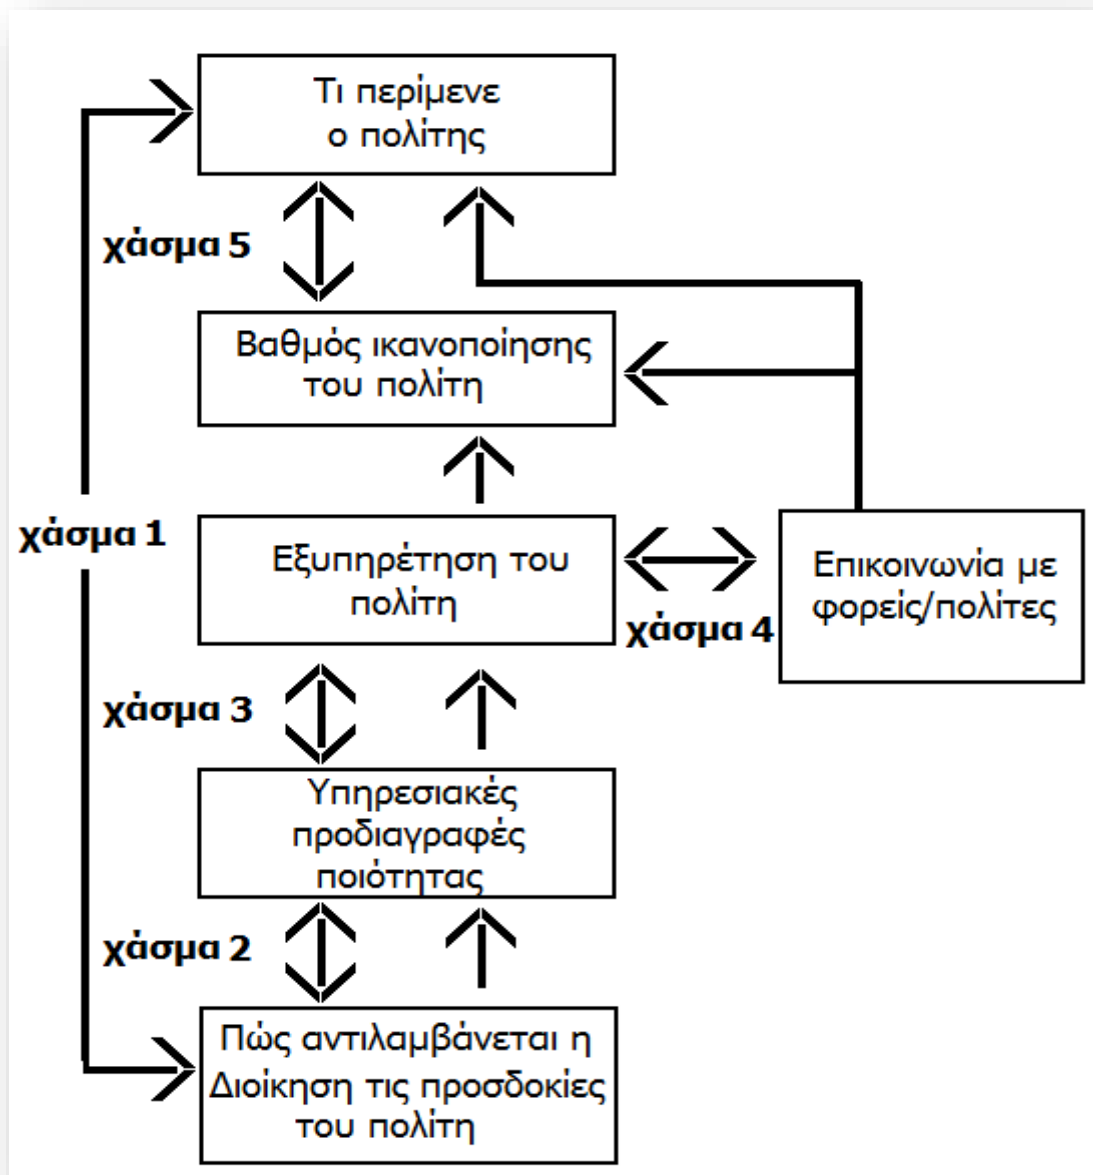 Τι περίμενε
ο πολίτης
χάσμα 5
Βαθμός ικανοποίησης
του πολίτη
χάσμα 1
Εξυπηρέτηση του
πολίτη
χάσμα 4
Επικοινωνία με
φορείς/πολίτες
χάσμα 3
Υπηρεσιακές
προδιαγραφές
ποιότητας
χάσμα 2
Πώς αντιλαμβάνεται η
Διοίκηση τις προσδοκίες
του πολίτη